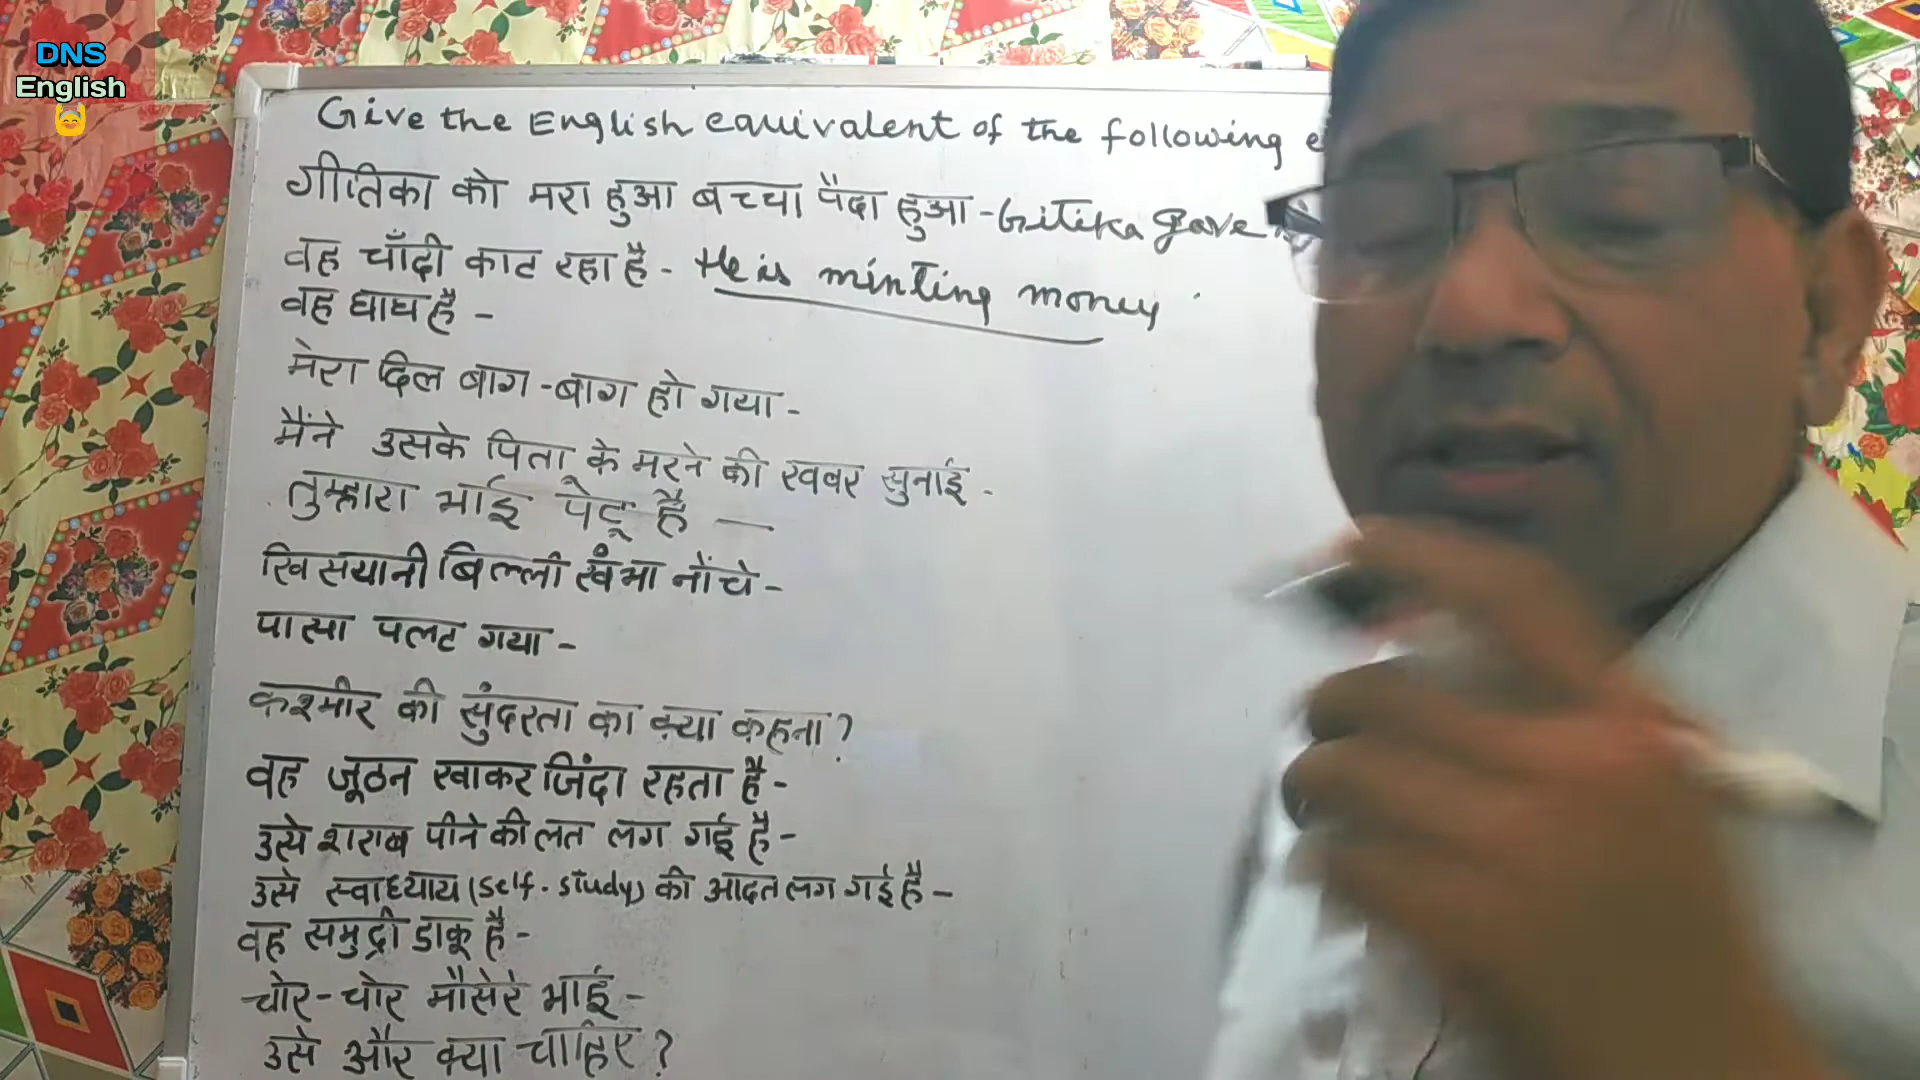 DNS
English
Give the English equivalent of the following
गीतिका को मरा हुआ बच्चा पैदा हुआ - Gitika gave
वह चाँदी काट रहा है - He is minting money
वह घाघ है -
मेरा दिल बाग-बाग हो गया -
मैंने उसके पिता के मरने की खबर सुनाई -
तुम्हारा भाई पेटू है —
खिसयानी बिल्ली खंभा नोंचे -
पासा पलट गया -
कश्मीर की सुंदरता का क्या कहना?
वह जूठन खाकर जिंदा रहता है -
उसे शराब पीने की लत लग गई है -
उसे स्वाध्याय (self-study) की आदत लग गई है -
वह समुद्री डाकू है -
चोर-चोर मौसेरे भाई -
उसे और क्या चाहिए?